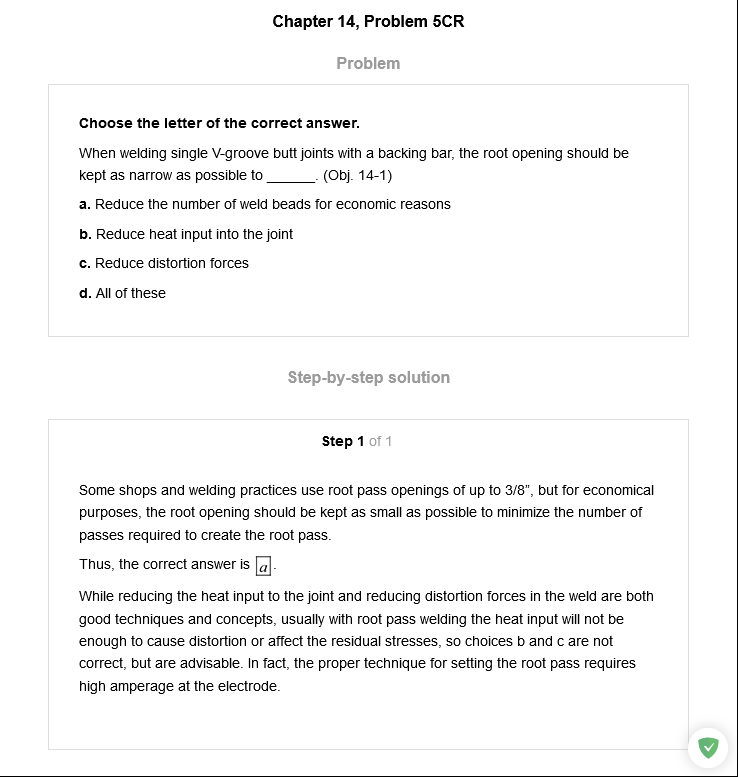 Chapter 14, Problem 5CR
Problem
Choose the letter of the correct answer.
When welding single V-groove butt joints with a backing bar, the root opening should be
kept as narrow as possible to ______. (Obj. 14-1)
a. Reduce the number of weld beads for economic reasons
b. Reduce heat input into the joint
c. Reduce distortion forces
d. All of these
Step-by-step solution
Step 1 of 1
Some shops and welding practices use root pass openings of up to 3/8”, but for economical
purposes, the root opening should be kept as small as possible to minimize the number of
passes required to create the root pass.
Thus, the correct answer is a.
While reducing the heat input to the joint and reducing distortion forces in the weld are both
good techniques and concepts, usually with root pass welding the heat input will not be
enough to cause distortion or affect the residual stresses, so choices b and c are not
correct, but are advisable. In fact, the proper technique for setting the root pass requires
high amperage at the electrode.